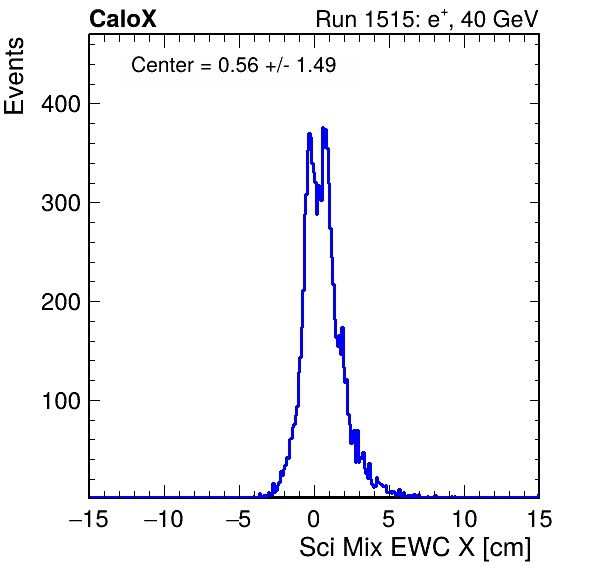 CaloX Run 1515: e⁺, 40 GeV
Center = 0.56 +/- 1.49
Events
400
300
200
100
−15 −10 −5 0 5 10 15
Sci Mix EWC X [cm]